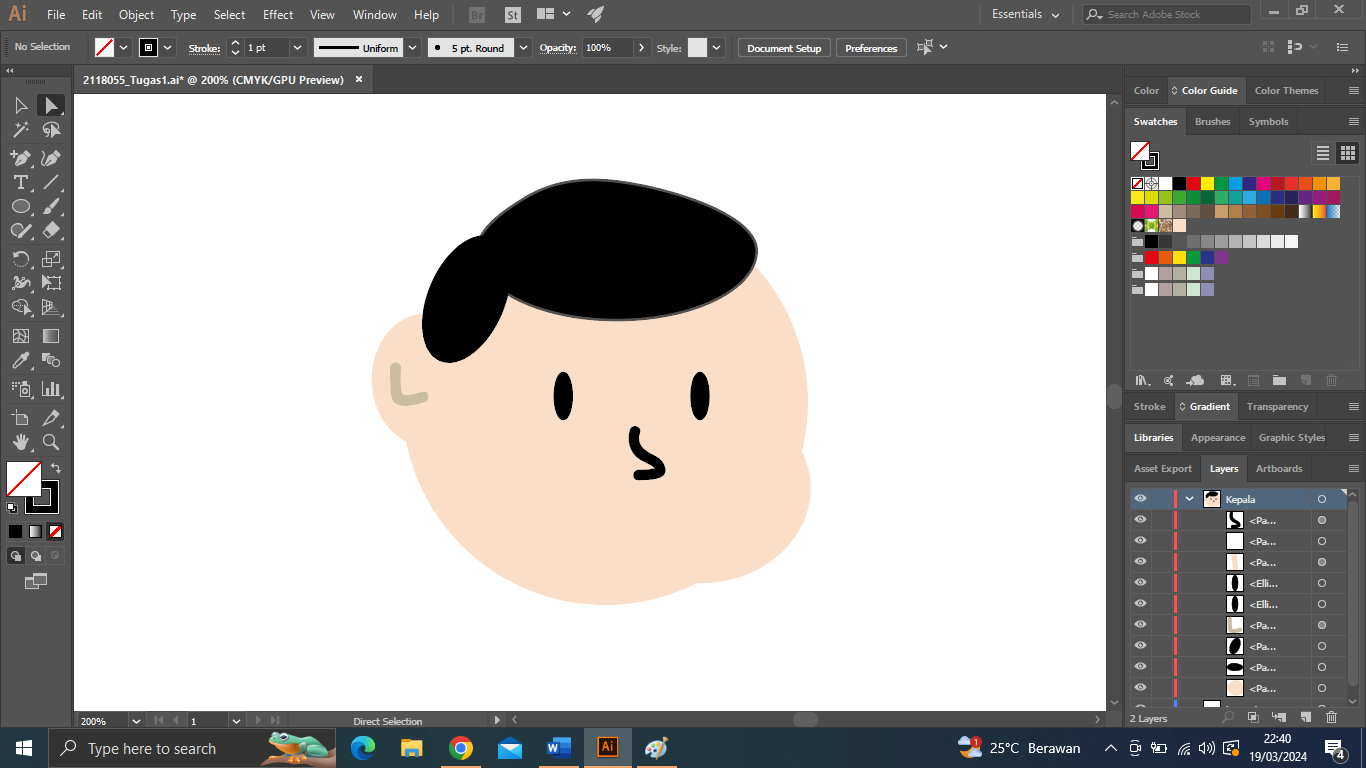 Ai File Edit Object Type Select Effect View Window Help Br St Essentials Search Adobe Stock
No Selection Stroke: 1 pt Uniform 5 pt. Round Opacity: 100% Style: Document Setup Preferences
2118055_Tugas1.ai* @ 200% (CMYK/GPU Preview)
Color Color Guide Color Themes
Swatches Brushes Symbols
Stroke Gradient Transparency
Libraries Appearance Graphic Styles
Asset Export Layers Artboards
Kepala
<Pa...
<Pa...
<Pa...
<Elli...
<Elli...
<Pa...
<Pa...
<Pa...
<Pa...
2 Layers
200% 1 Direct Selection
Type here to search
Ai
1
25°C Berawan
22:40
19/03/2024
4